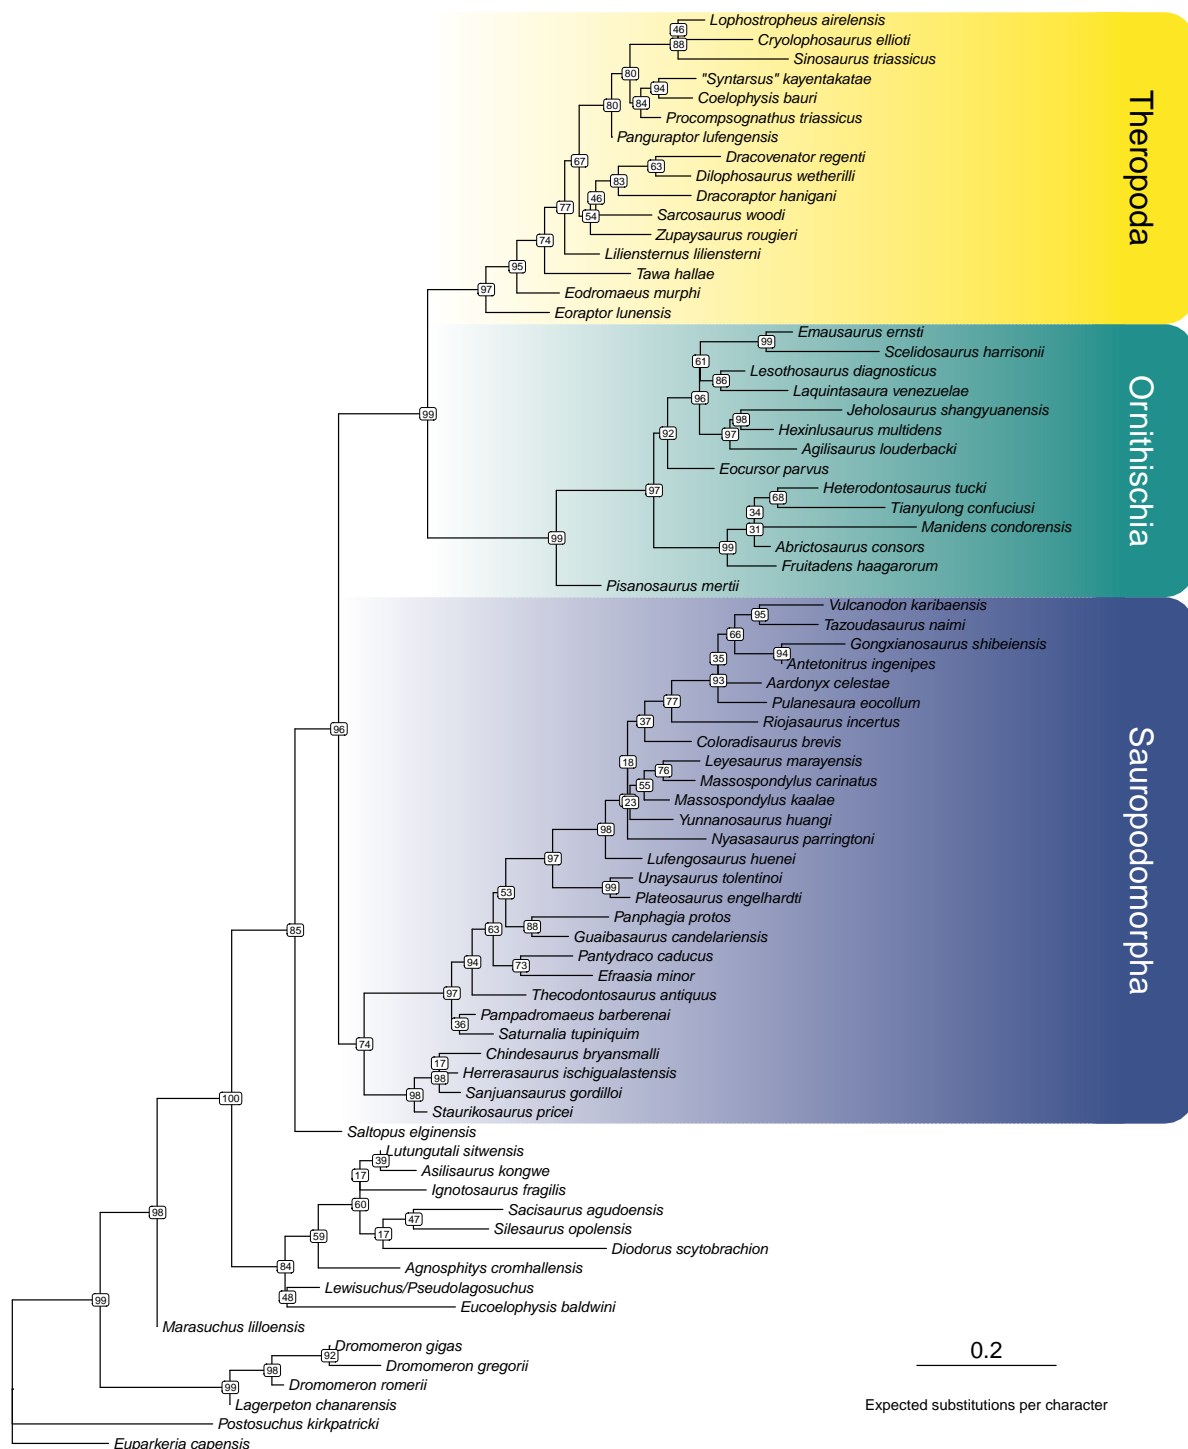 Lophostropheus airelensis
46
Cryolophosaurus ellioti
88
Sinosaurus triassicus
80
"Syntarsus" kayentakatae
94
Coelophysis bauri
84
80
Procompsognathus triassicus
Panguraptor lufengensis
Dracovenator regenti
67
63
Dilophosaurus wetherilli
83
Dracoraptor hanigani
46
77
54
Sarcosaurus woodi
Zupaysaurus rougieri
74
Liliensternus liliensterni
95
Tawa hallae
97
Eodromaeus murphi
Eoraptor lunensis
Theropoda
Emausaurus ernsti
99
Scelidosaurus harrisonii
61
Lesothosaurus diagnosticus
86
Laquintasaura venezuelae
96
Jeholosaurus shangyuanensis
98
99
Hexinlusaurus multidens
92
97
Agilisaurus louderbacki
Eocursor parvus
97
Heterodontosaurus tucki
68
Tianyulong confuciusi
34
31
Manidens condorensis
99
99
Abrictosaurus consors
Fruitadens haagarorum
Pisanosaurus mertii
Ornithischia
Vulcanodon karibaensis
95
Tazoudasaurus naimi
66
Gongxianosaurus shibeiensis
94
35
Antetonitrus ingenipes
93
Aardonyx celestae
77
Pulanesaura eocollum
37
Riojasaurus incertus
96
Coloradisaurus brevis
18
Leyesaurus marayensis
76
55
Massospondylus carinatus
23
Massospondylus kaalae
Yunnanosaurus huangi
98
Nyasasaurus parringtoni
97
Lufengosaurus huenei
Unaysaurus tolentinoi
99
53
Plateosaurus engelhardti
Panphagia protos
88
63
Guaibasaurus candelariensis
85
Pantydraco caducus
94
73
Efraasia minor
97
Thecodontosaurus antiquus
Pampadromaeus barberenai
36
Saturnalia tupiniquim
74
Chindesaurus bryansmalli
17
Herrerasaurus ischigualastensis
98
98
Sanjuansaurus gordilloi
100
Staurikosaurus pricei
Sauropodomorpha
Saltopus elginensis
Lutungutali sitwensis
39
Asilisaurus kongwe
17
Ignotosaurus fragilis
60
98
Sacisaurus agudoensis
47
Silesaurus opolensis
59
17
Diodorus scytobrachion
84
Agnosphitys cromhallensis
Lewisuchus/Pseudolagosuchus
99
48
Eucoelophysis baldwini
Marasuchus lilloensis
Dromomeron gigas
92
Dromomeron gregorii
98
Dromomeron romerii
99
Lagerpeton chanarensis
Postosuchus kirkpatricki
Euparkeria capensis
0.2
Expected substitutions per character